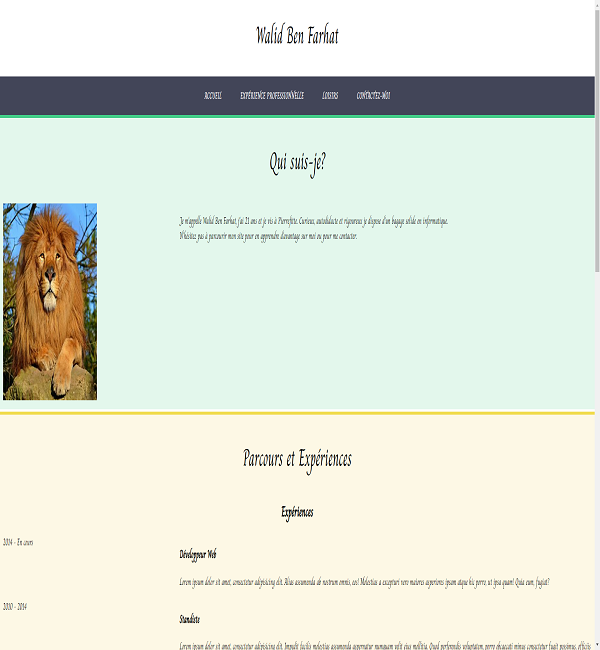 Walid Ben Farhat
ACCUEIL EXPÉRIENCE PROFESSIONNELLE LOISIRS CONTACTEZ-MOI
Qui suis-je?
Je m'appelle Walid Ben Farhat, j'ai 21 ans et je vis à Pierrefitte. Curieux, autodidacte et rigoureux je dispose d'un bagage solide en informatique.
N'hésitez pas à parcourir mon site pour en apprendre davantage sur moi ou pour me contacter.
Parcours et Expériences
Expériences
2014 - En cours
Développeur Web
Lorem ipsum dolor sit amet, consectetur adipisicing elit. Alias assumenda ab nostrum omnis, eos! Molestias a excepturi vero maiores asperiores ipsam atque hic porro, ut ipsa quam! Quia cum, fugiat?
2010 - 2014
Standiste
Lorem ipsum dolor sit amet, consectetur adipisicing elit. Impedit facilis molestias assumenda aspernatur numquam velit eius mollitia. Quod perferendis voluptatem, porro obcaecati minus consectetur fugit possimus, officiis